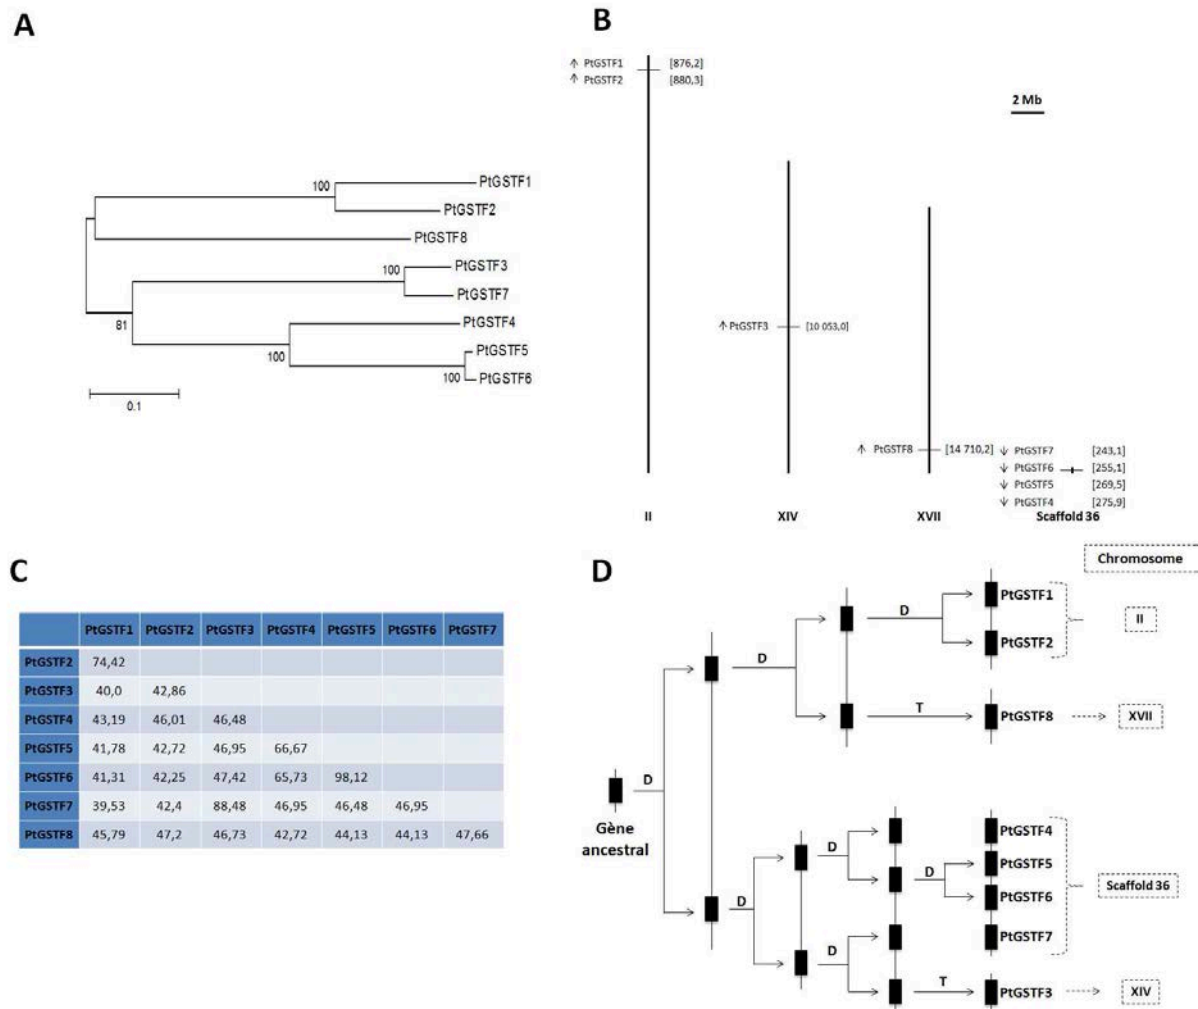 A
PtGSTF1
100
PtGSTF2
PtGSTF8
PtGSTF3
100
PtGSTF7
81
PtGSTF4
100
PtGSTF5
100
PtGSTF6
0.1
B
↑ PtGSTF1 [876,2]
↑ PtGSTF2 [880,3]
2 Mb
↑ PtGSTF3 [10 053,0]
↑ PtGSTF8 [14 710,2]
↓ PtGSTF7 [243,1]
↓ PtGSTF6 [255,1]
↓ PtGSTF5 [269,5]
↓ PtGSTF4 [275,9]
II XIV XVII Scaffold 36
C
PtGSTF1 PtGSTF2 PtGSTF3 PtGSTF4 PtGSTF5 PtGSTF6 PtGSTF7
PtGSTF2 74,42
PtGSTF3 40,0 42,86
PtGSTF4 43,19 46,01 46,48
PtGSTF5 41,78 42,72 46,95 66,67
PtGSTF6 41,31 42,25 47,42 65,73 98,12
PtGSTF7 39,53 42,4 88,48 46,95 46,48 46,95
PtGSTF8 45,79 47,2 46,73 42,72 44,13 44,13 47,66
D
Chromosome
PtGSTF1
D
II
PtGSTF2
D
T
PtGSTF8
XVII
D
Gène
ancestral
PtGSTF4
D
PtGSTF5
D
Scaffold 36
PtGSTF6
D
PtGSTF7
D
T
PtGSTF3
XIV